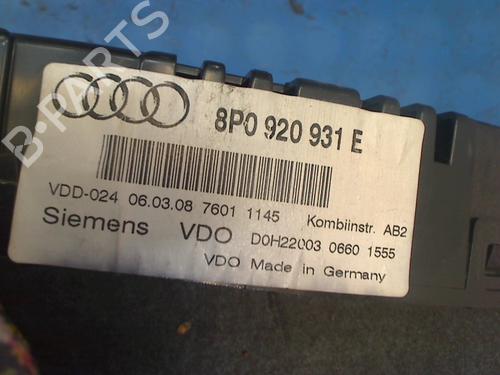 B-PARTS
8P0 920 931 E
VDD-024 06.03.08 7601 1145 Kombiinstr. AB2
Siemens VDO D0H22003 0660 1555
VDO Made in Germany